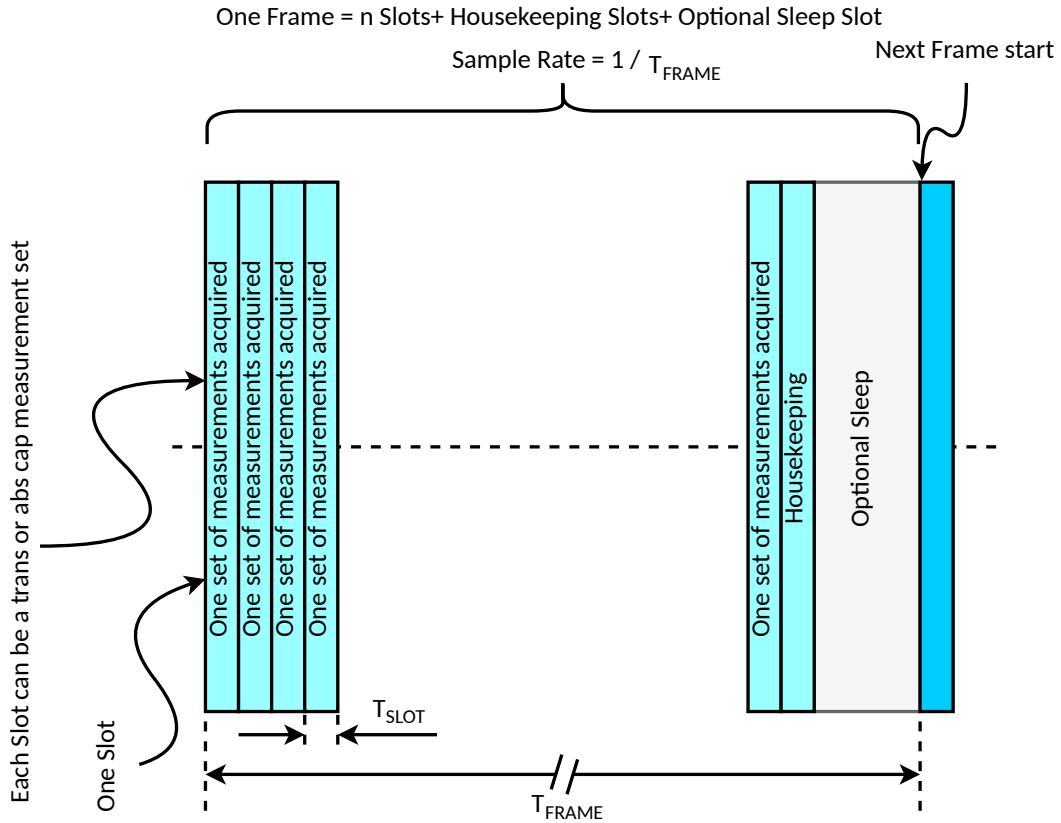 One Frame = n Slots+ Housekeeping Slots+ Optional Sleep Slot
Sample Rate = 1 / TFRAME
Next Frame start
Each Slot can be a trans or abs cap measurement set
One Slot
One set of measurements acquired
One set of measurements acquired
One set of measurements acquired
One set of measurements acquired
One set of measurements acquired
Housekeeping
Optional Sleep
TSLOT
TFRAME